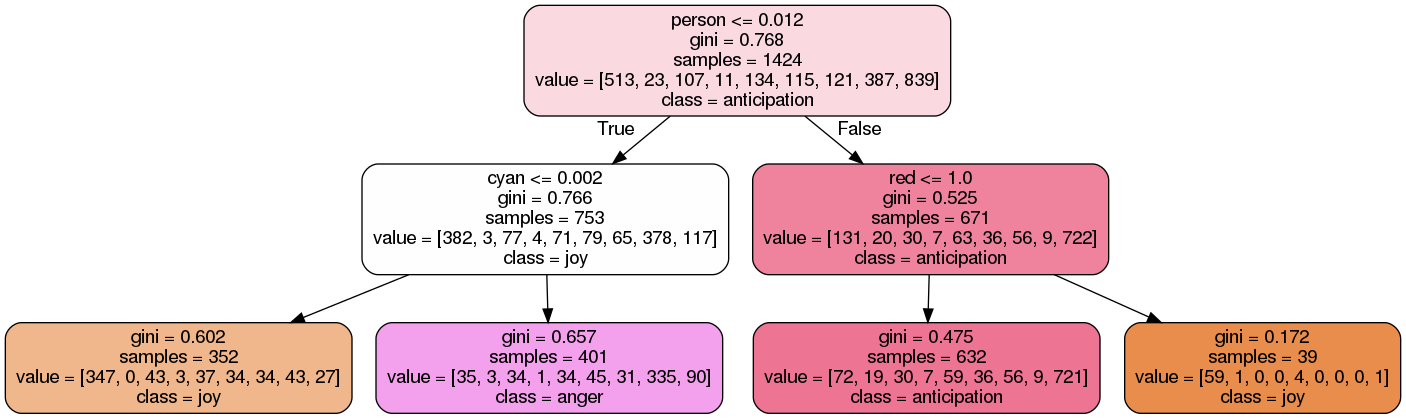 person <= 0.012
gini = 0.768
samples = 1424
value = [513, 23, 107, 11, 134, 115, 121, 387, 839]
class = anticipation
True
False
cyan <= 0.002
gini = 0.766
samples = 753
value = [382, 3, 77, 4, 71, 79, 65, 378, 117]
class = joy
red <= 1.0
gini = 0.525
samples = 671
value = [131, 20, 30, 7, 63, 36, 56, 9, 722]
class = anticipation
gini = 0.602
samples = 352
value = [347, 0, 43, 3, 37, 34, 34, 43, 27]
class = joy
gini = 0.657
samples = 401
value = [35, 3, 34, 1, 34, 45, 31, 335, 90]
class = anger
gini = 0.475
samples = 632
value = [72, 19, 30, 7, 59, 36, 56, 9, 721]
class = anticipation
gini = 0.172
samples = 39
value = [59, 1, 0, 0, 4, 0, 0, 0, 1]
class = joy